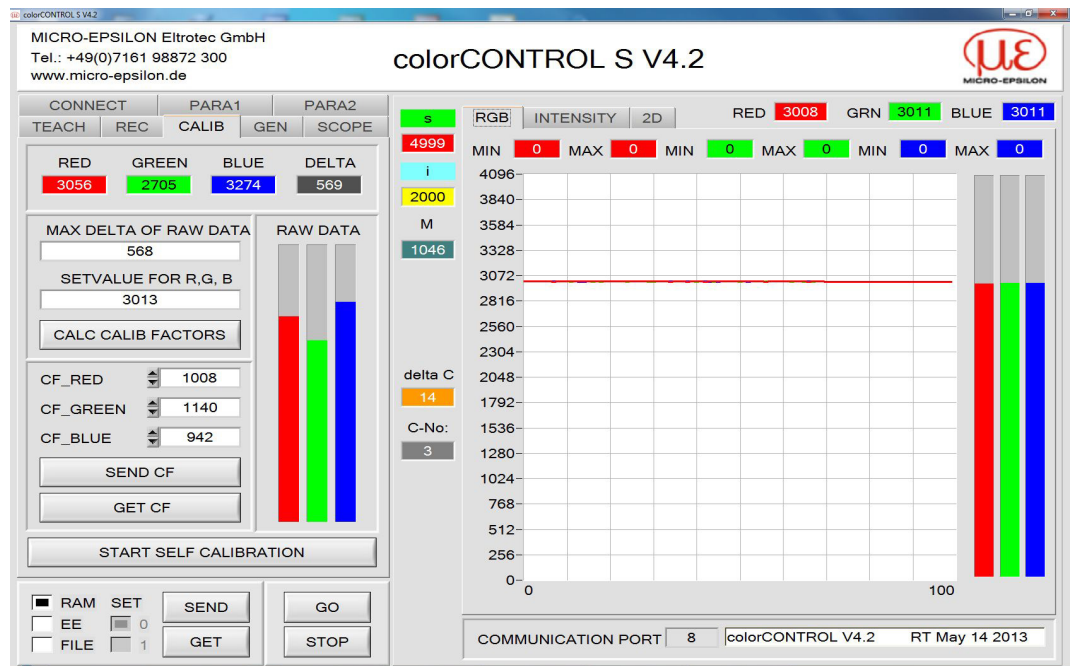 colorCONTROL S V4.2
MICRO-EPSILON Eltrotec GmbH
Tel.: +49(0)7161 98872 300
www.micro-epsilon.de
colorCONTROL S V4.2
με
MICRO-EPSILON
CONNECT PARA1 PARA2
TEACH REC CALIB GEN SCOPE
RED GREEN BLUE DELTA
3056 2705 3274 569
MAX DELTA OF RAW DATA
568
SETVALUE FOR R,G, B
3013
CALC CALIB FACTORS
RAW DATA
CF_RED 1008
CF_GREEN 1140
CF_BLUE 942
SEND CF
GET CF
START SELF CALIBRATION
RAM SET
EE 0
FILE 1
SEND
GET
GO
STOP
s
4999
i
2000
M
1046
delta C
14
C-No:
3
RGB INTENSITY 2D
RED 3008 GRN 3011 BLUE 3011
MIN 0 MAX 0 MIN 0 MAX 0 MIN 0 MAX 0
4096
3840
3584
3328
3072
2816
2560
2304
2048
1792
1536
1280
1024
768
512
256
0
0 100
COMMUNICATION PORT 8 colorCONTROL V4.2 RT May 14 2013